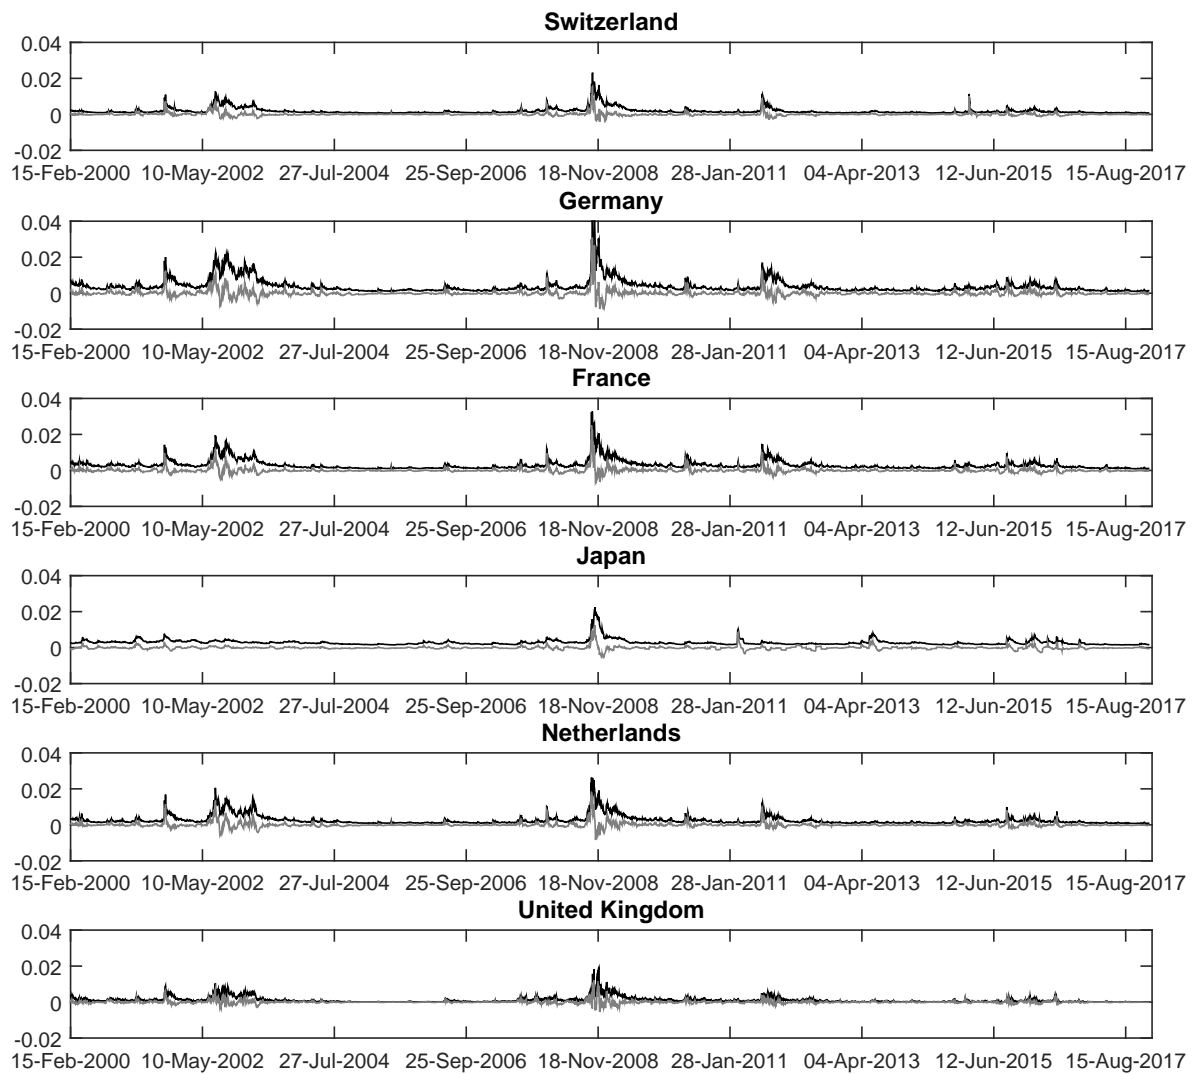 Switzerland
0.04
0.02
0
-0.02
15-Feb-2000 10-May-2002 27-Jul-2004 25-Sep-2006 18-Nov-2008 28-Jan-2011 04-Apr-2013 12-Jun-2015 15-Aug-2017
Germany
0.04
0.02
0
-0.02
15-Feb-2000 10-May-2002 27-Jul-2004 25-Sep-2006 18-Nov-2008 28-Jan-2011 04-Apr-2013 12-Jun-2015 15-Aug-2017
France
0.04
0.02
0
-0.02
15-Feb-2000 10-May-2002 27-Jul-2004 25-Sep-2006 18-Nov-2008 28-Jan-2011 04-Apr-2013 12-Jun-2015 15-Aug-2017
Japan
0.04
0.02
0
-0.02
15-Feb-2000 10-May-2002 27-Jul-2004 25-Sep-2006 18-Nov-2008 28-Jan-2011 04-Apr-2013 12-Jun-2015 15-Aug-2017
Netherlands
0.04
0.02
0
-0.02
15-Feb-2000 10-May-2002 27-Jul-2004 25-Sep-2006 18-Nov-2008 28-Jan-2011 04-Apr-2013 12-Jun-2015 15-Aug-2017
United Kingdom
0.04
0.02
0
-0.02
15-Feb-2000 10-May-2002 27-Jul-2004 25-Sep-2006 18-Nov-2008 28-Jan-2011 04-Apr-2013 12-Jun-2015 15-Aug-2017